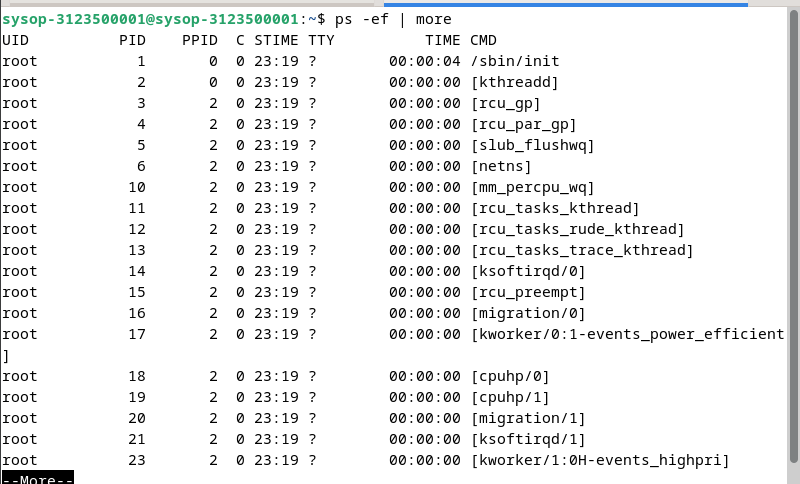 sysop-3123500001@sysop-3123500001:~$ ps -ef | more
UID          PID    PPID  C STIME TTY          TIME CMD
root           1       0  0 23:19 ?        00:00:04 /sbin/init
root           2       0  0 23:19 ?        00:00:00 [kthreadd]
root           3       2  0 23:19 ?        00:00:00 [rcu_gp]
root           4       2  0 23:19 ?        00:00:00 [rcu_par_gp]
root           5       2  0 23:19 ?        00:00:00 [slub_flushwq]
root           6       2  0 23:19 ?        00:00:00 [netns]
root          10       2  0 23:19 ?        00:00:00 [mm_percpu_wq]
root          11       2  0 23:19 ?        00:00:00 [rcu_tasks_kthread]
root          12       2  0 23:19 ?        00:00:00 [rcu_tasks_rude_kthread]
root          13       2  0 23:19 ?        00:00:00 [rcu_tasks_trace_kthread]
root          14       2  0 23:19 ?        00:00:00 [ksoftirqd/0]
root          15       2  0 23:19 ?        00:00:00 [rcu_preempt]
root          16       2  0 23:19 ?        00:00:00 [migration/0]
root          17       2  0 23:19 ?        00:00:00 [kworker/0:1-events_power_efficient
]
root          18       2  0 23:19 ?        00:00:00 [cpuhp/0]
root          19       2  0 23:19 ?        00:00:00 [cpuhp/1]
root          20       2  0 23:19 ?        00:00:00 [migration/1]
root          21       2  0 23:19 ?        00:00:00 [ksoftirqd/1]
root          23       2  0 23:19 ?        00:00:00 [kworker/1:0H-events_highpri]
--More--